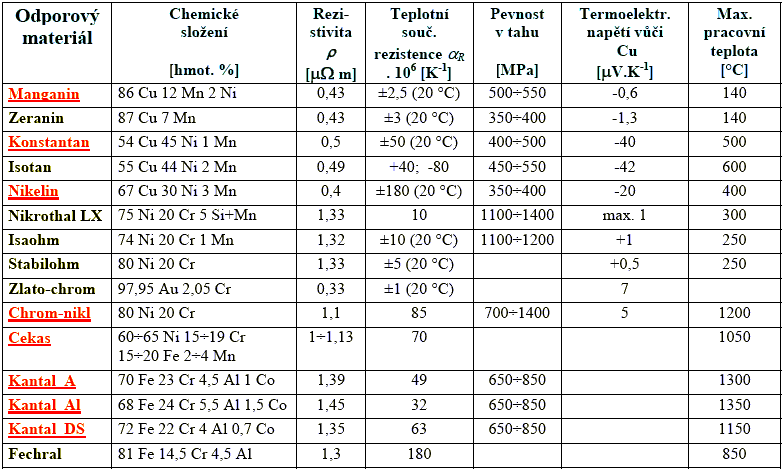 Odporový materiál | Chemické složení [hmot. %] | Rezi-stivita ρ [μΩ m] | Teplotní souč. rezistence αR . 10⁶ [K⁻¹] | Pevnost v tahu [MPa] | Termoelektr. napětí vůči Cu [μV.K⁻¹] | Max. pracovní teplota [°C]
Manganin | 86 Cu 12 Mn 2 Ni | 0,43 | ±2,5 (20 °C) | 500÷550 | -0,6 | 140
Zeranin | 87 Cu 7 Mn | 0,43 | ±3 (20 °C) | 350÷400 | -1,3 | 140
Konstantan | 54 Cu 45 Ni 1 Mn | 0,5 | ±50 (20 °C) | 400÷500 | -40 | 500
Isotan | 55 Cu 44 Ni 2 Mn | 0,49 | +40; -80 | 450÷550 | -42 | 600
Nikelin | 67 Cu 30 Ni 3 Mn | 0,4 | ±180 (20 °C) | 350÷400 | -20 | 400
Nikrothal LX | 75 Ni 20 Cr 5 Si+Mn | 1,33 | 10 | 1100÷1400 | max. 1 | 300
Isaohm | 74 Ni 20 Cr 1 Mn | 1,32 | ±10 (20 °C) | 1100÷1200 | +1 | 250
Stabilohm | 80 Ni 20 Cr | 1,33 | ±5 (20 °C) | | +0,5 | 250
Zlato-chrom | 97,95 Au 2,05 Cr | 0,33 | ±1 (20 °C) | | 7 |
Chrom-nikl | 80 Ni 20 Cr | 1,1 | 85 | 700÷1400 | 5 | 1200
Cekas | 60÷65 Ni 15÷19 Cr | 1÷1,13 | 70 | | | 1050
15÷20 Fe 2÷4 Mn
Kantal A | 70 Fe 23 Cr 4,5 Al 1 Co | 1,39 | 49 | 650÷850 | | 1300
Kantal Al | 68 Fe 24 Cr 5,5 Al 1,5 Co | 1,45 | 32 | 650÷850 | | 1350
Kantal DS | 72 Fe 22 Cr 4 Al 0,7 Co | 1,35 | 63 | 650÷850 | | 1150
Fechral | 81 Fe 14,5 Cr 4,5 Al | 1,3 | 180 | | | 850